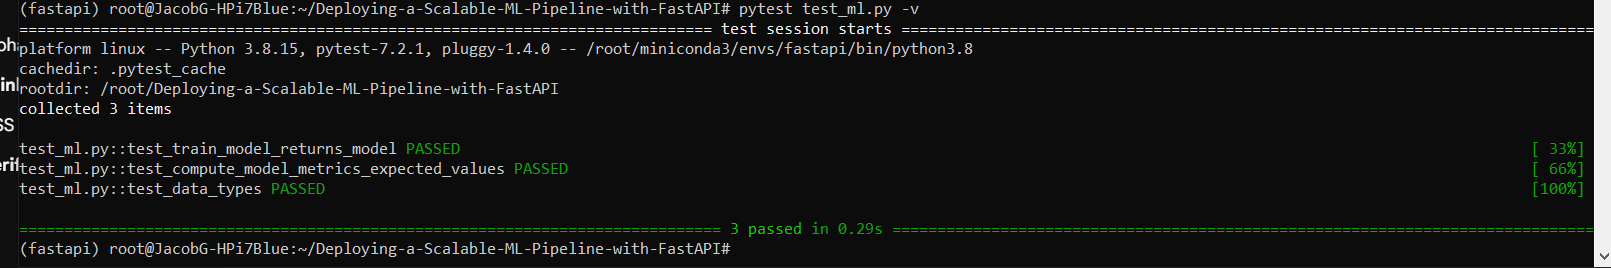 (fastapi) root@JacobG-HPi7Blue:~/Deploying-a-Scalable-ML-Pipeline-with-FastAPI# pytest test_ml.py -v
============================= test session starts =============================
platform linux -- Python 3.8.15, pytest-7.2.1, pluggy-1.4.0 -- /root/miniconda3/envs/fastapi/bin/python3.8
cachedir: .pytest_cache
rootdir: /root/Deploying-a-Scalable-ML-Pipeline-with-FastAPI
collected 3 items
test_ml.py::test_train_model_returns_model PASSED [ 33%]
test_ml.py::test_compute_model_metrics_expected_values PASSED [ 66%]
test_ml.py::test_data_types PASSED [100%]
============================= 3 passed in 0.29s =============================
(fastapi) root@JacobG-HPi7Blue:~/Deploying-a-Scalable-ML-Pipeline-with-FastAPI#